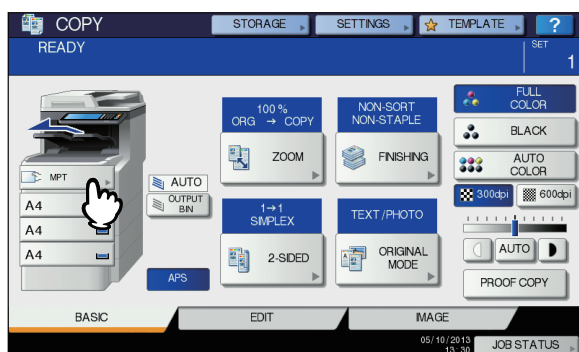 COPY
STORAGE
SETTINGS
TEMPLATE
?
READY
SET
1
100 %
ORG → COPY
ZOOM
NON-SORT
NON-STAPLE
FINISHING
FULL
COLOR
BLACK
AUTO
COLOR
300dpi
600dpi
MPT
A4
A4
A4
AUTO
OUTPUT
BIN
APS
1→1
SIMPLEX
2-SIDED
TEXT/PHOTO
ORIGINAL
MODE
AUTO
PROOF COPY
BASIC
EDIT
IMAGE
05/10/2013
13:30
JOB STATUS